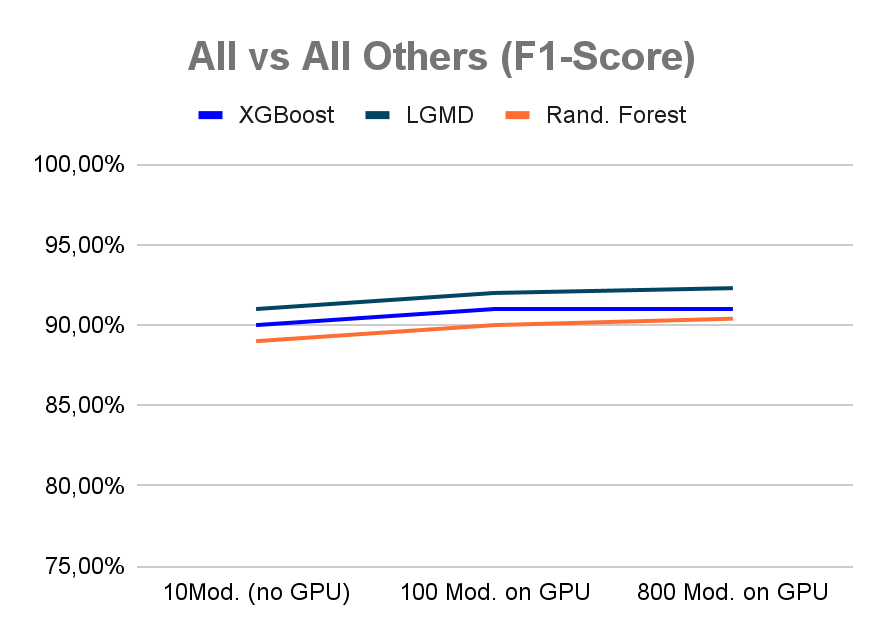 All vs All Others (F1-Score)
XGBoost LGMD Rand. Forest
100,00%
95,00%
90,00%
85,00%
80,00%
75,00%
10Mod. (no GPU) 100 Mod. on GPU 800 Mod. on GPU